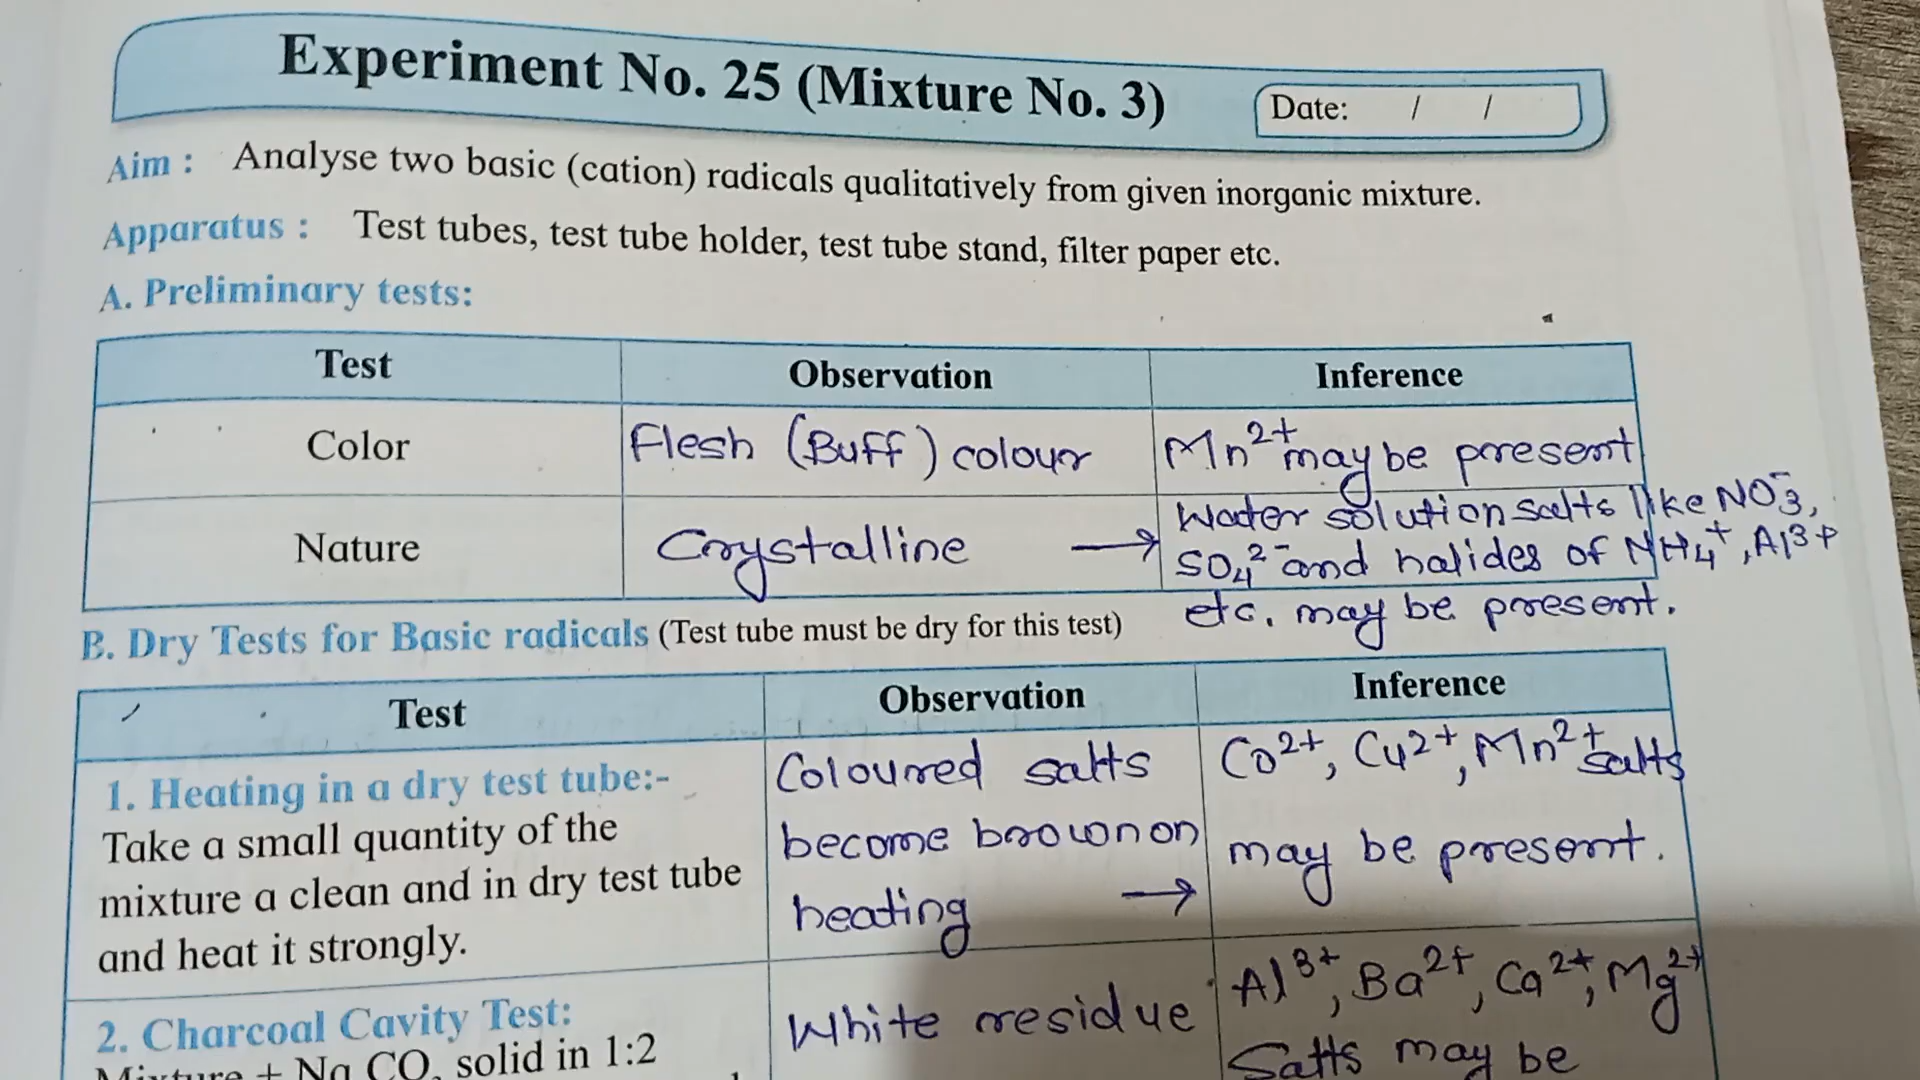 Experiment No. 25 (Mixture No. 3)
Date: / /
Aim : Analyse two basic (cation) radicals qualitatively from given inorganic mixture.
Apparatus : Test tubes, test tube holder, test tube stand, filter paper etc.
A. Preliminary tests:
Test Observation Inference
Color Flesh (Buff) colour Mn²⁺ may be present
Nature Crystalline → Water solution salts like NO₃⁻,
SO₄²⁻ and halides of NH₄⁺, Al³⁺
etc. may be present.
B. Dry Tests for Basic radicals (Test tube must be dry for this test)
Test Observation Inference
1. Heating in a dry test tube:-
Take a small quantity of the
mixture a clean and in dry test tube
and heat it strongly.
Coloured salts
become brown on
heating →
Co²⁺, Cu²⁺, Mn²⁺ salts
may be present.
2. Charcoal Cavity Test:
Mixture + Na CO solid in 1:2
White residue
Al³⁺, Ba²⁺, Ca²⁺, Mg²⁺
Salts may be